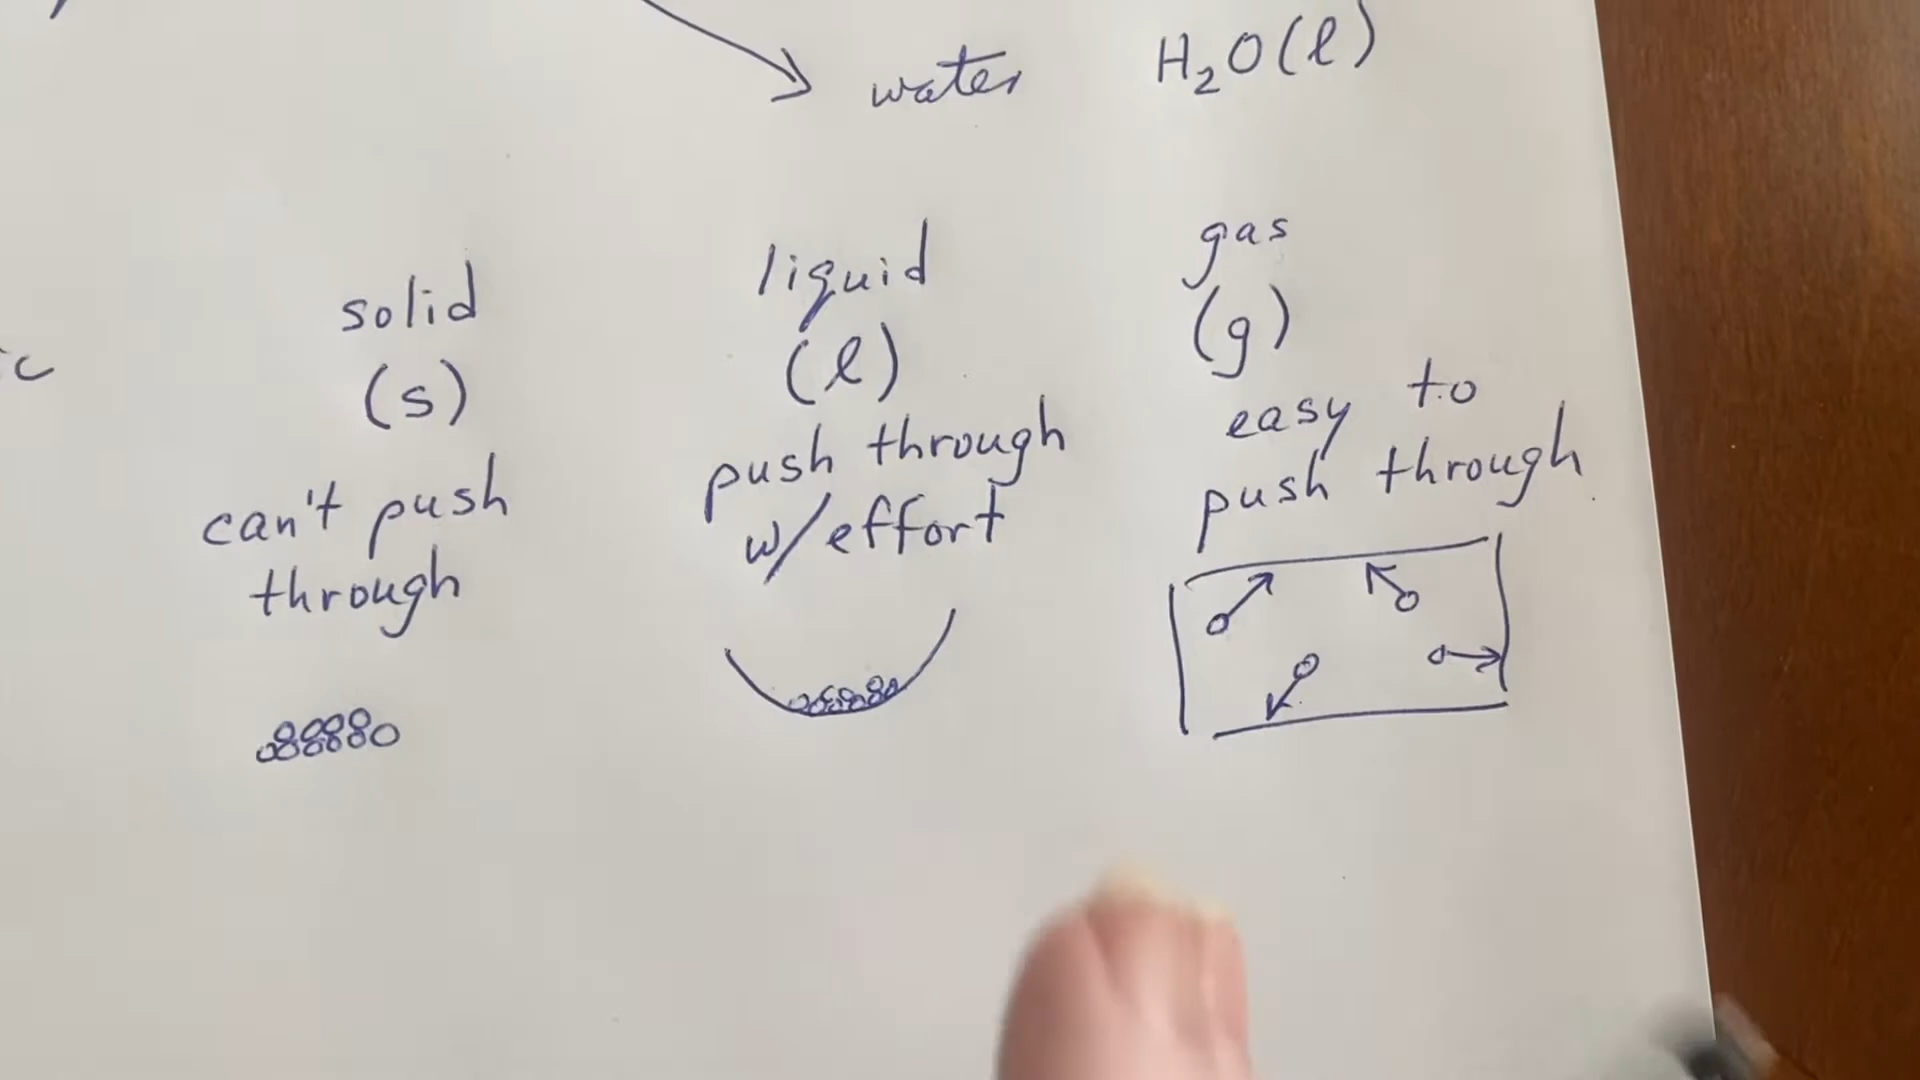 water H₂O(l)
solid
(s)
can't push
through
liquid
(l)
push through
w/effort
gas
(g)
easy to
push through